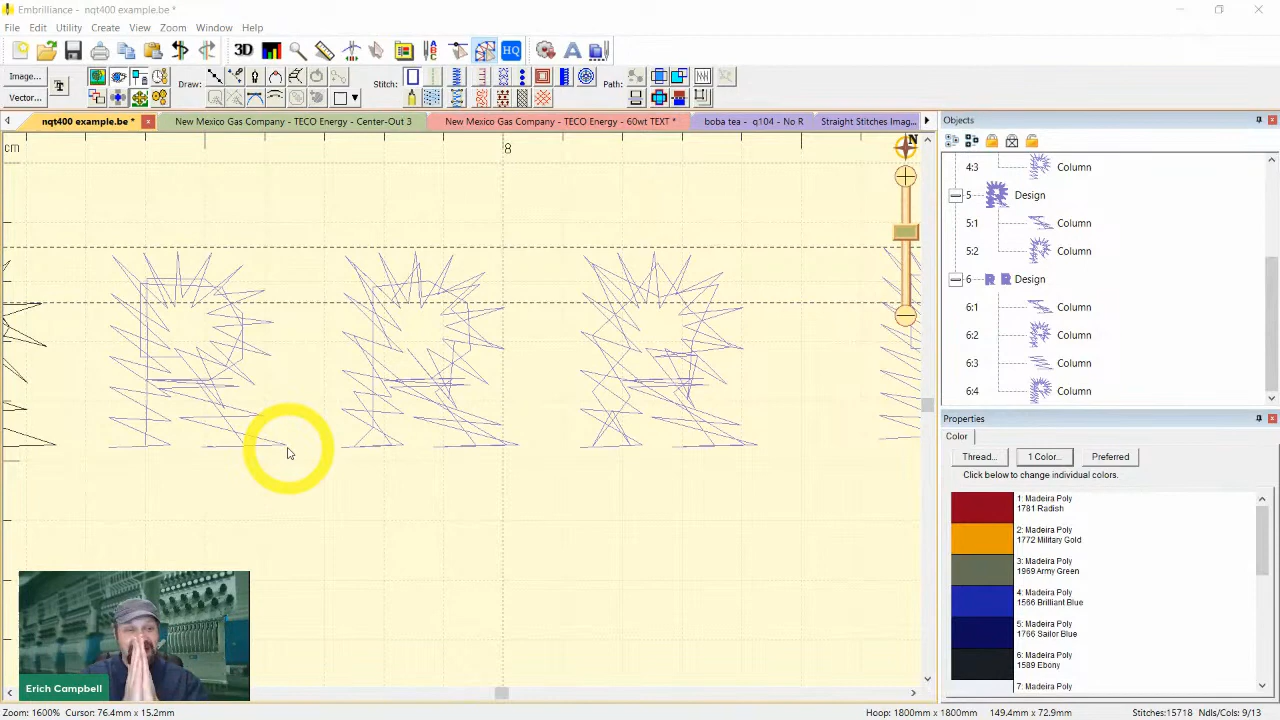 Embrilliance - nqt400 example.be *
File Edit Utility Create View Zoom Window Help
3D HQ
Image... Draw: Stitch: Path:
Vector...
nqt400 example.be * New Mexico Gas Company - TECO Energy - Center-Out 3 New Mexico Gas Company - TECO Energy - 60wt TEXT * boba tea - q104 - No R Straight Stitches Imag...
cm
8
N
Objects
4:3 Column
5 Design
5:1 Column
5:2 Column
6 Design
6:1 Column
6:2 Column
6:3 Column
6:4 Column
Properties
Color
Thread... 1 Color... Preferred
Click below to change individual colors.
1: Madeira Poly
1781 Radish
2: Madeira Poly
1772 Military Gold
3: Madeira Poly
1969 Army Green
4: Madeira Poly
1566 Brilliant Blue
5: Madeira Poly
1766 Sailor Blue
6: Madeira Poly
1589 Ebony
7: Madeira Poly
Erich Campbell
Zoom: 1600% Cursor: 76.4mm x 15.2mm Hoop: 1800mm x 1800mm 149.4mm x 72.9mm Stitches:15718 Ndls/Cols: 9/13